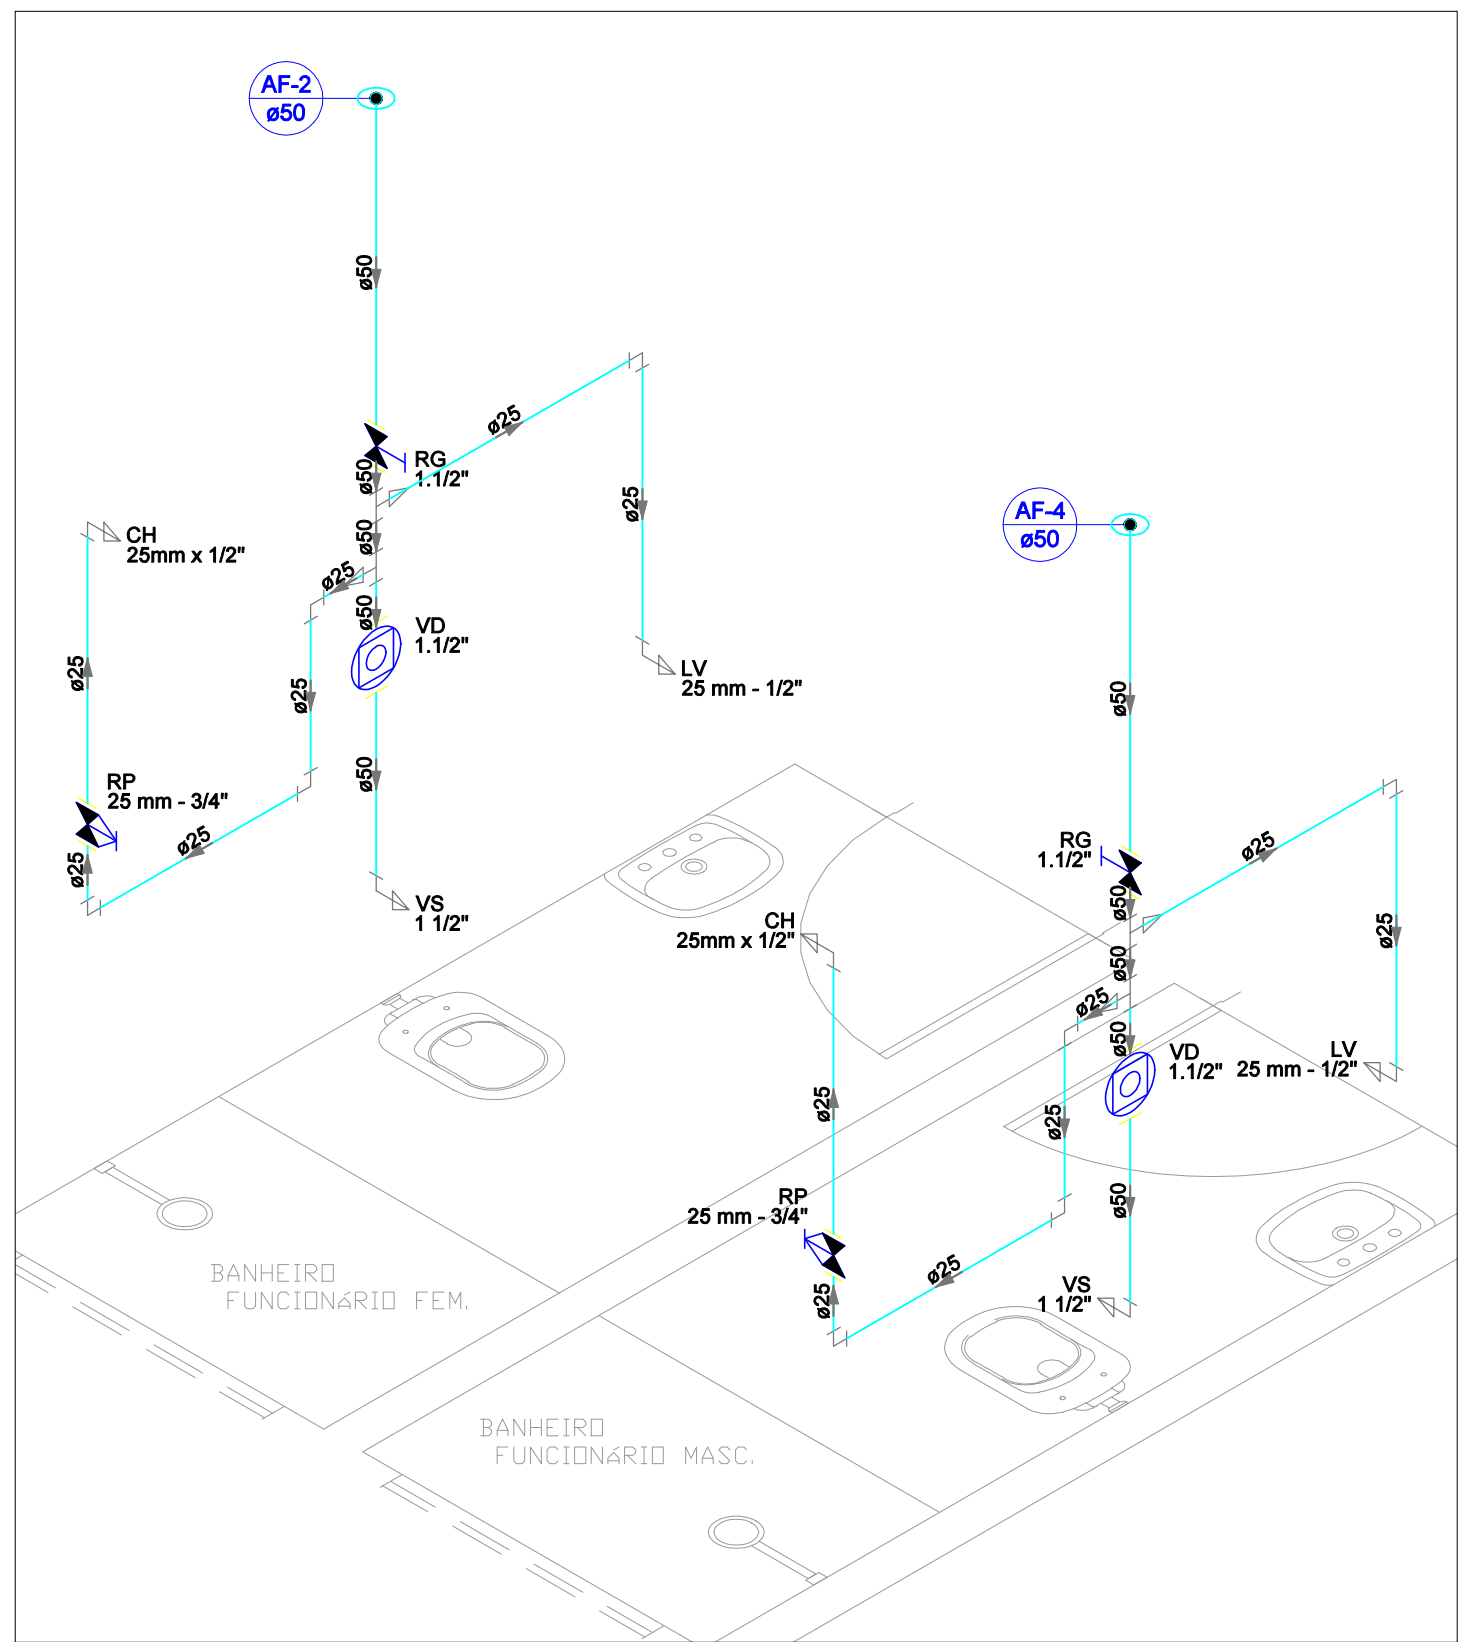 AF-2
ø50
ø50
RG
1.1/2"
ø50
ø25
ø25
ø50
ø25
ø50
CH
25mm x 1/2"
VD
1.1/2"
LV
25 mm - 1/2"
ø25
ø25
RP
25 mm - 3/4"
ø25
ø25
ø50
VS
1 1/2"
AF-4
ø50
ø50
RG
1.1/2"
ø50
ø25
ø25
ø50
ø25
ø50
CH
25mm x 1/2"
VD
1.1/2"
LV
25 mm - 1/2"
ø25
ø25
RP
25 mm - 3/4"
ø25
ø25
ø50
VS
1 1/2"
BANHEIRO
FUNCIONáRIO FEM.
BANHEIRO
FUNCIONáRIO MASC.